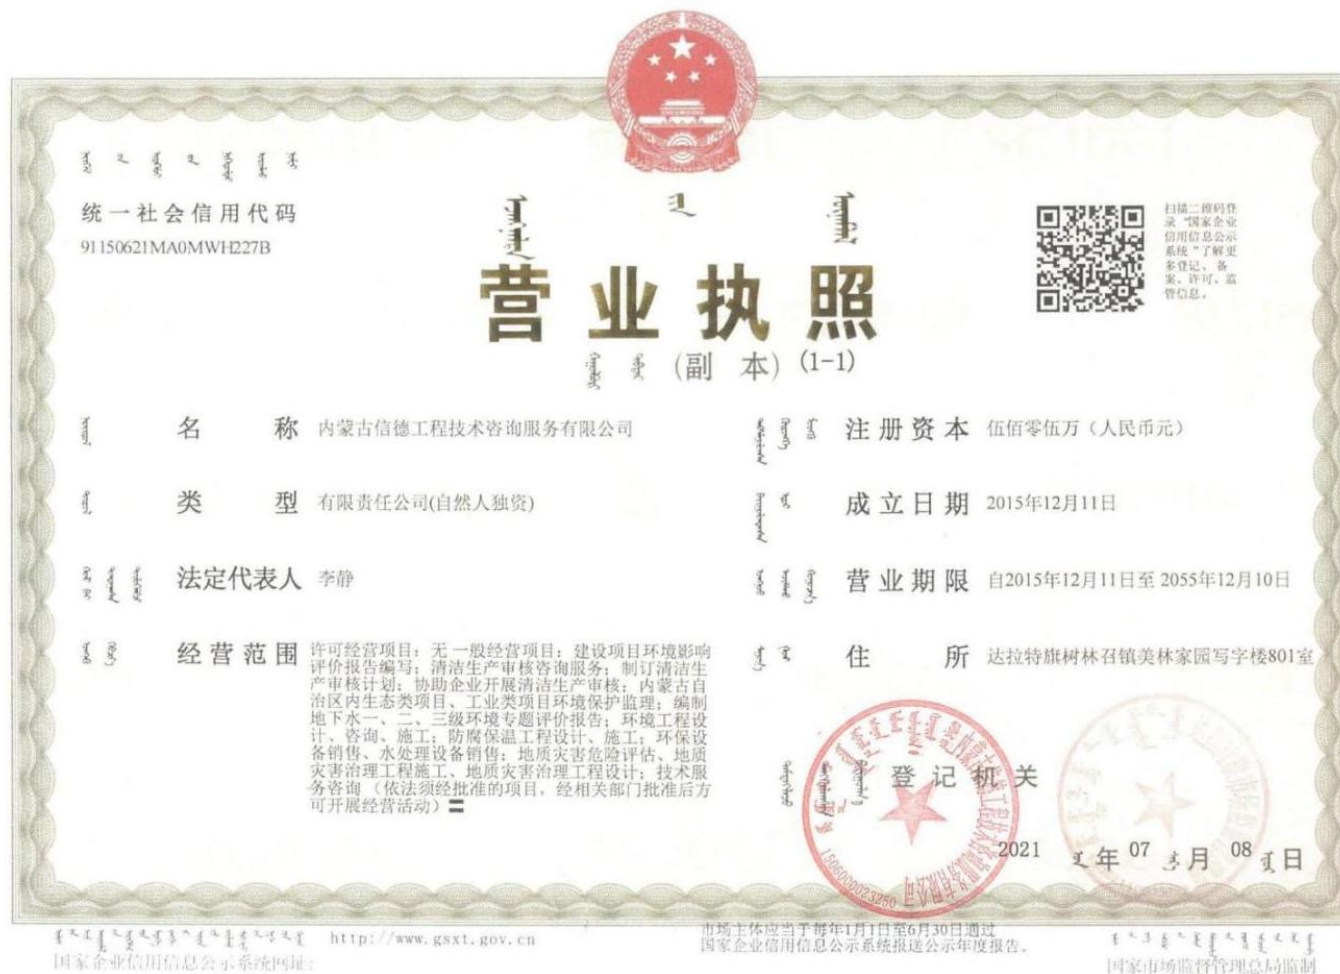 统一社会信用代码
91150621MA0MWH227B
扫描二维码登
录“国家企业
信用信息公示
系统”了解更
多登记、备
案、许可、监
管信息。
营业执照
(副 本) (1-1)
名 称 内蒙古信德工程技术咨询服务有限公司
类 型 有限责任公司(自然人独资)
法定代表人 李静
经营范围 许可经营项目：无 一般经营项目：建设项目环境影响
评价报告编写；清洁生产审核咨询服务；制订清洁生
产审核计划；协助企业开展清洁生产审核；内蒙古自
治区内生态类项目、工业类项目环境保护监理；编制
地下水一、二、三级环境专题评价报告；环境工程设
计、咨询、施工；防腐保温工程设计、施工；环保设
备销售、水处理设备销售；地质灾害危险评估、地质
灾害治理工程施工、地质灾害治理工程设计；技术服
务咨询（依法须经批准的项目，经相关部门批准后方
可开展经营活动）
注册资本 伍佰零伍万（人民币元）
成立日期 2015年12月11日
营业期限 自2015年12月11日至 2055年12月10日
住 所 达拉特旗树林召镇美林家园写字楼801室
登记机关
内蒙古信德工程技术咨询服务有限公司
1506000023250
2021 年 07 月 08 日
国家企业信用信息公示系统网址: http://www.gsxt.gov.cn
市场主体应当于每年1月1日至6月30日通过
国家企业信用信息公示系统报送公示年度报告。
国家市场监督管理总局监制